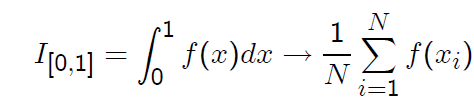 $I_{[0,1]} = \int_0^1 f(x)dx \rightarrow \frac{1}{N} \sum_{i=1}^{N} f(x_i)$